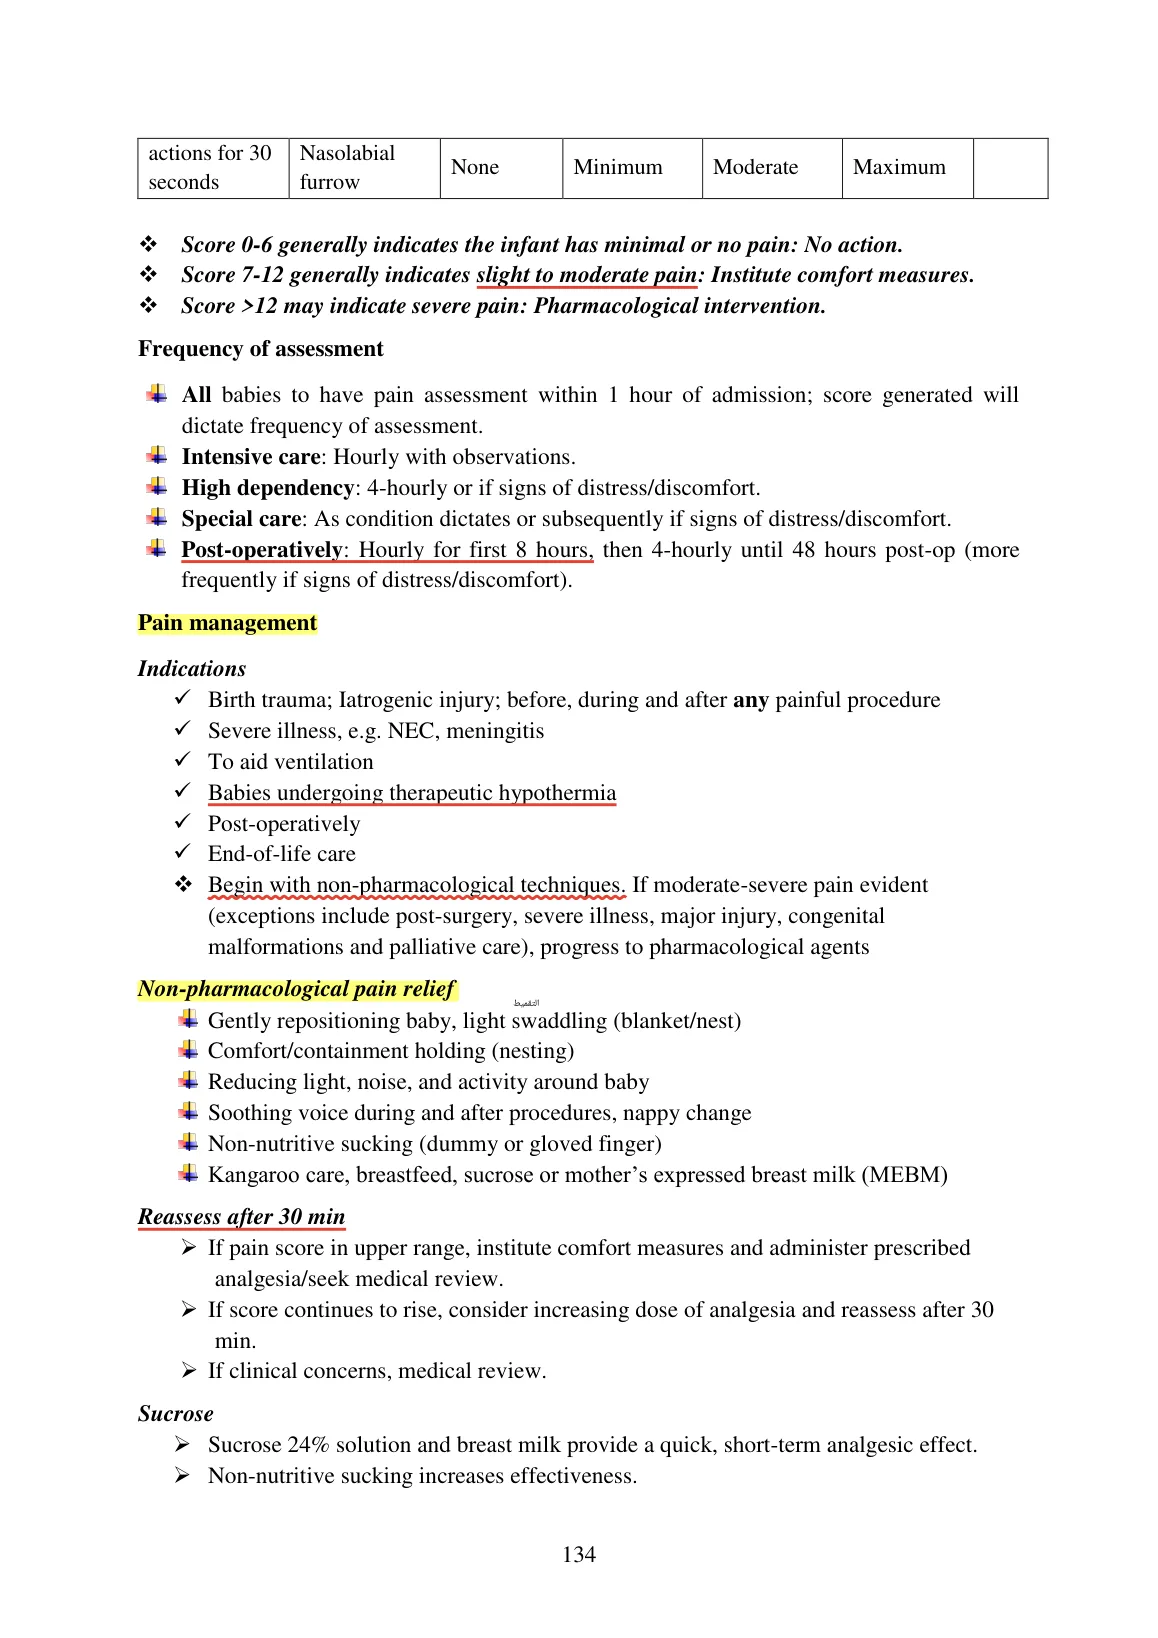 actions for 30 Nasolabial
None Minimum Moderate Maximum
seconds furrow
❖ Score 0-6 generally indicates the infant has minimal or no pain: No action.
❖ Score 7-12 generally indicates slight to moderate pain: Institute comfort measures.
❖ Score >12 may indicate severe pain: Pharmacological intervention.
Frequency of assessment
All babies to have pain assessment within 1 hour of admission; score generated will
dictate frequency of assessment.
Intensive care: Hourly with observations.
High dependency: 4-hourly or if signs of distress/discomfort.
Special care: As condition dictates or subsequently if signs of distress/discomfort.
Post-operatively: Hourly for first 8 hours, then 4-hourly until 48 hours post-op (more
frequently if signs of distress/discomfort).
Pain management
Indications
✓ Birth trauma; Iatrogenic injury; before, during and after any painful procedure
✓ Severe illness, e.g. NEC, meningitis
✓ To aid ventilation
✓ Babies undergoing therapeutic hypothermia
✓ Post-operatively
✓ End-of-life care
❖ Begin with non-pharmacological techniques. If moderate-severe pain evident
(exceptions include post-surgery, severe illness, major injury, congenital
malformations and palliative care), progress to pharmacological agents
Non-pharmacological pain relief
التقميط
Gently repositioning baby, light swaddling (blanket/nest)
Comfort/containment holding (nesting)
Reducing light, noise, and activity around baby
Soothing voice during and after procedures, nappy change
Non-nutritive sucking (dummy or gloved finger)
Kangaroo care, breastfeed, sucrose or mother’s expressed breast milk (MEBM)
Reassess after 30 min
➢ If pain score in upper range, institute comfort measures and administer prescribed
analgesia/seek medical review.
➢ If score continues to rise, consider increasing dose of analgesia and reassess after 30
min.
➢ If clinical concerns, medical review.
Sucrose
➢ Sucrose 24% solution and breast milk provide a quick, short-term analgesic effect.
➢ Non-nutritive sucking increases effectiveness.
134